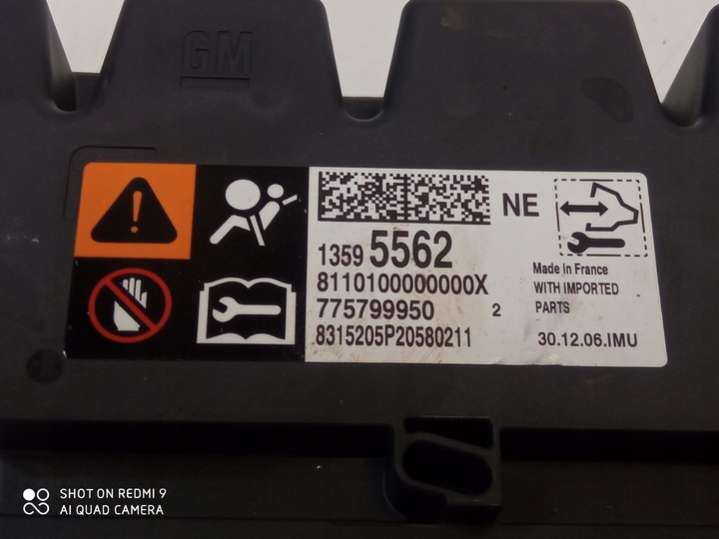 GM
NE
1359 5562
8110100000000X
775799950 2
8315205P20580211
Made in France
WITH IMPORTED
PARTS
30.12.06.IMU
SHOT ON REDMI 9
AI QUAD CAMERA